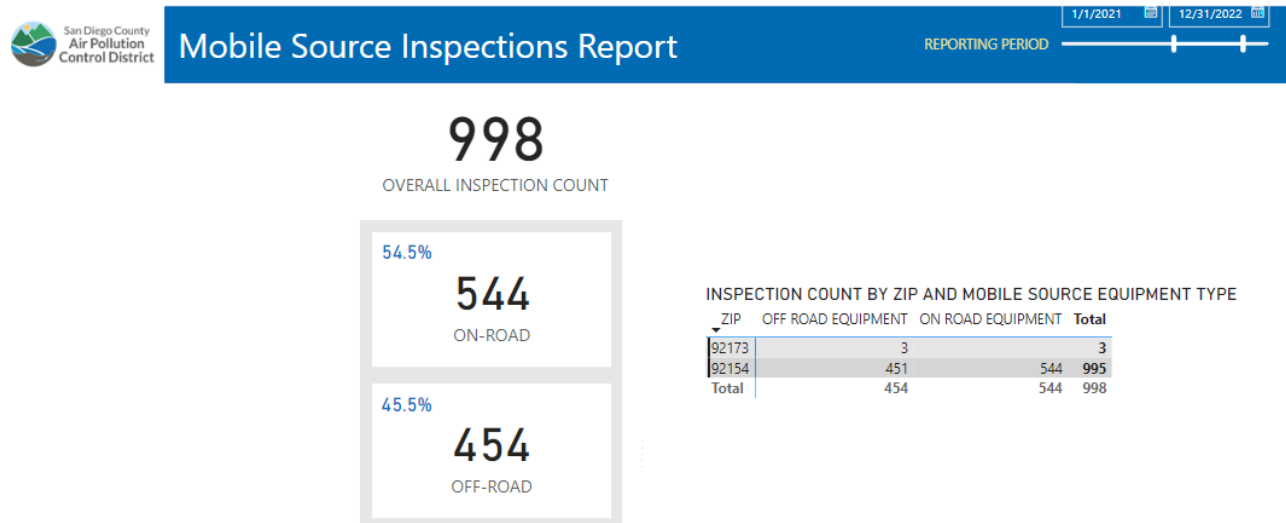 San Diego County
Air Pollution
Control District
Mobile Source Inspections Report
REPORTING PERIOD
1/1/2021
12/31/2022
998
OVERALL INSPECTION COUNT
54.5%
544
ON-ROAD
45.5%
454
OFF-ROAD
INSPECTION COUNT BY ZIP AND MOBILE SOURCE EQUIPMENT TYPE
ZIP OFF ROAD EQUIPMENT ON ROAD EQUIPMENT Total
92173 3 3
92154 451 544 995
Total 454 544 998